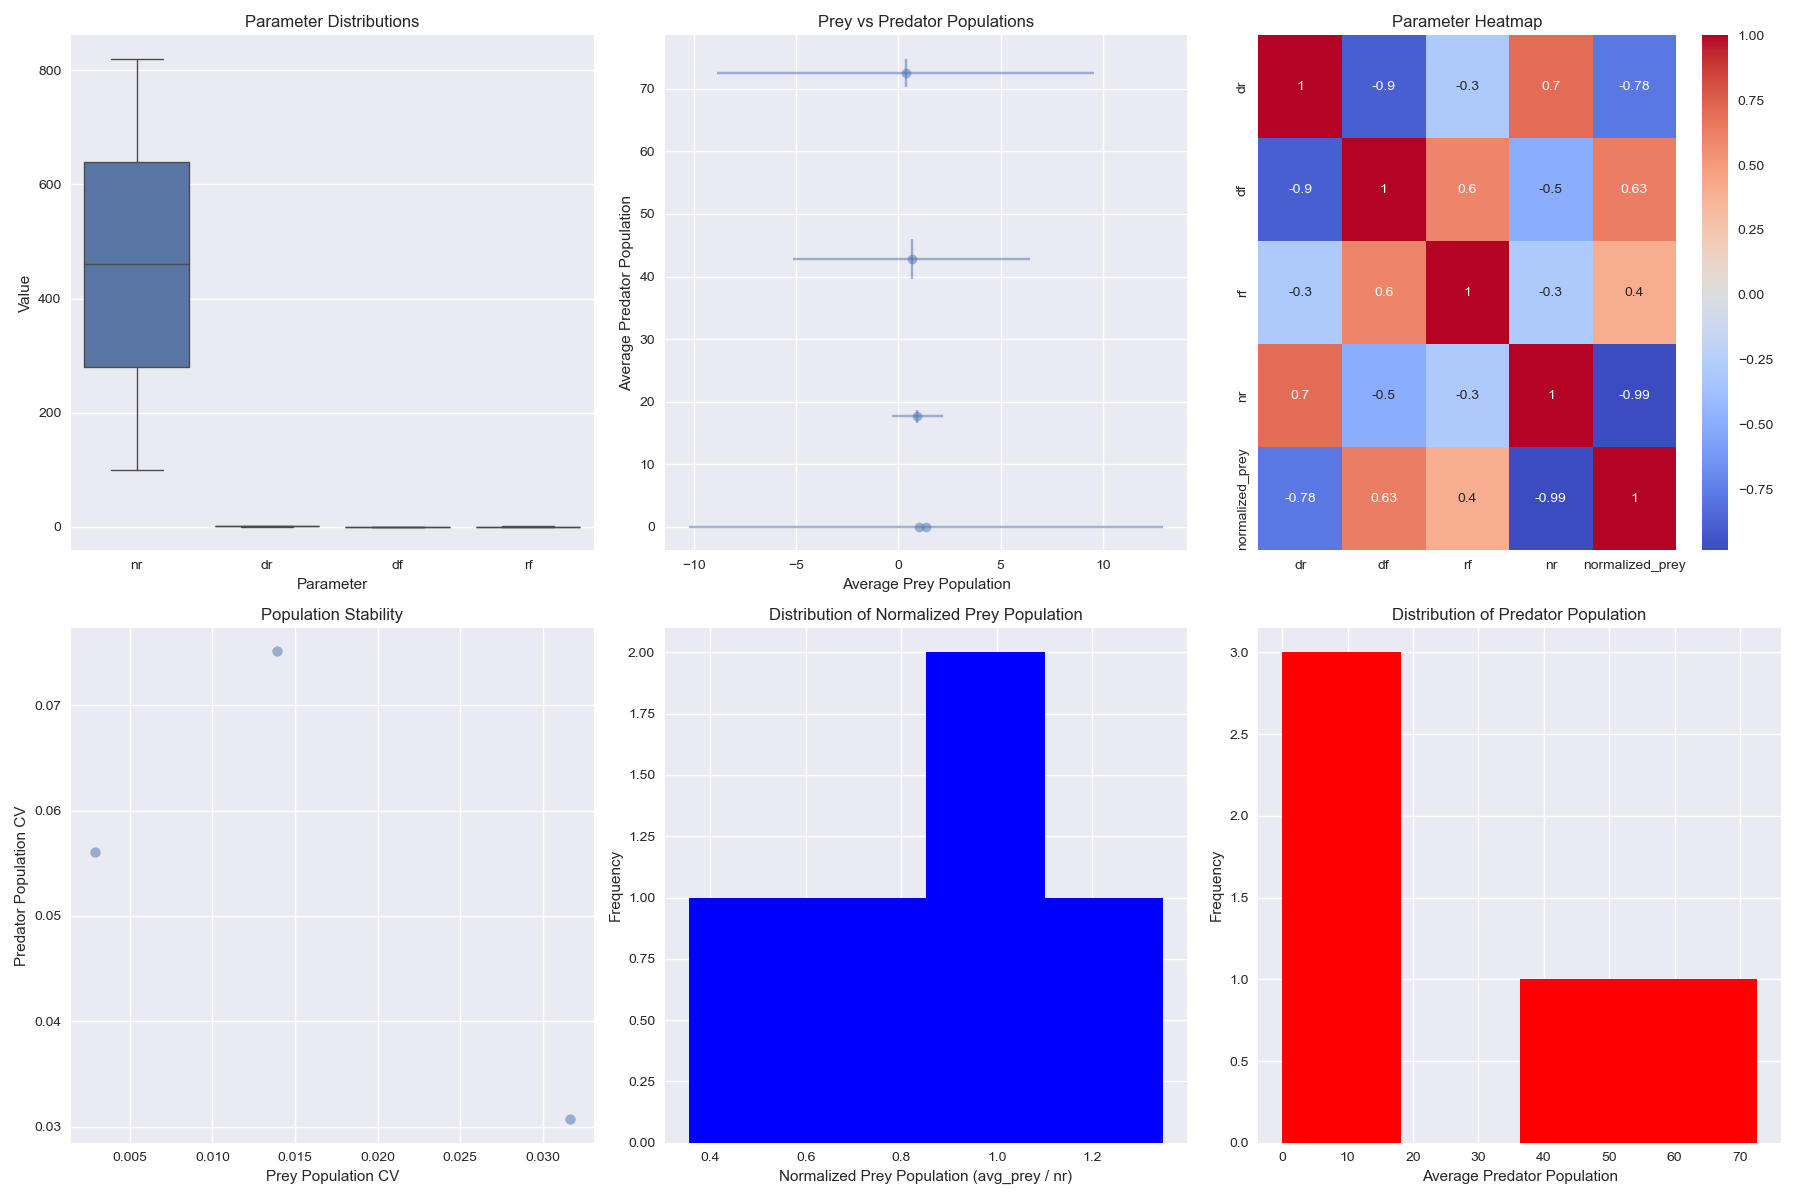 Parameter Distributions
Value
800
600
400
200
0
nr dr df rf
Parameter
Prey vs Predator Populations
Average Predator Population
70
60
50
40
30
20
10
0
−10 −5 0 5 10
Average Prey Population
Parameter Heatmap
dr 1 -0.9 -0.3 0.7 -0.78
df -0.9 1 0.6 -0.5 0.63
rf -0.3 0.6 1 -0.3 0.4
nr 0.7 -0.5 -0.3 1 -0.99
normalized_prey -0.78 0.63 0.4 -0.99 1
dr df rf nr normalized_prey
1.00
0.75
0.50
0.25
0.00
−0.25
−0.50
−0.75
Population Stability
Predator Population CV
0.07
0.06
0.05
0.04
0.03
0.005 0.010 0.015 0.020 0.025 0.030
Prey Population CV
Distribution of Normalized Prey Population
Frequency
2.00
1.75
1.50
1.25
1.00
0.75
0.50
0.25
0.00
0.4 0.6 0.8 1.0 1.2
Normalized Prey Population (avg_prey / nr)
Distribution of Predator Population
Frequency
3.0
2.5
2.0
1.5
1.0
0.5
0.0
0 10 20 30 40 50 60 70
Average Predator Population